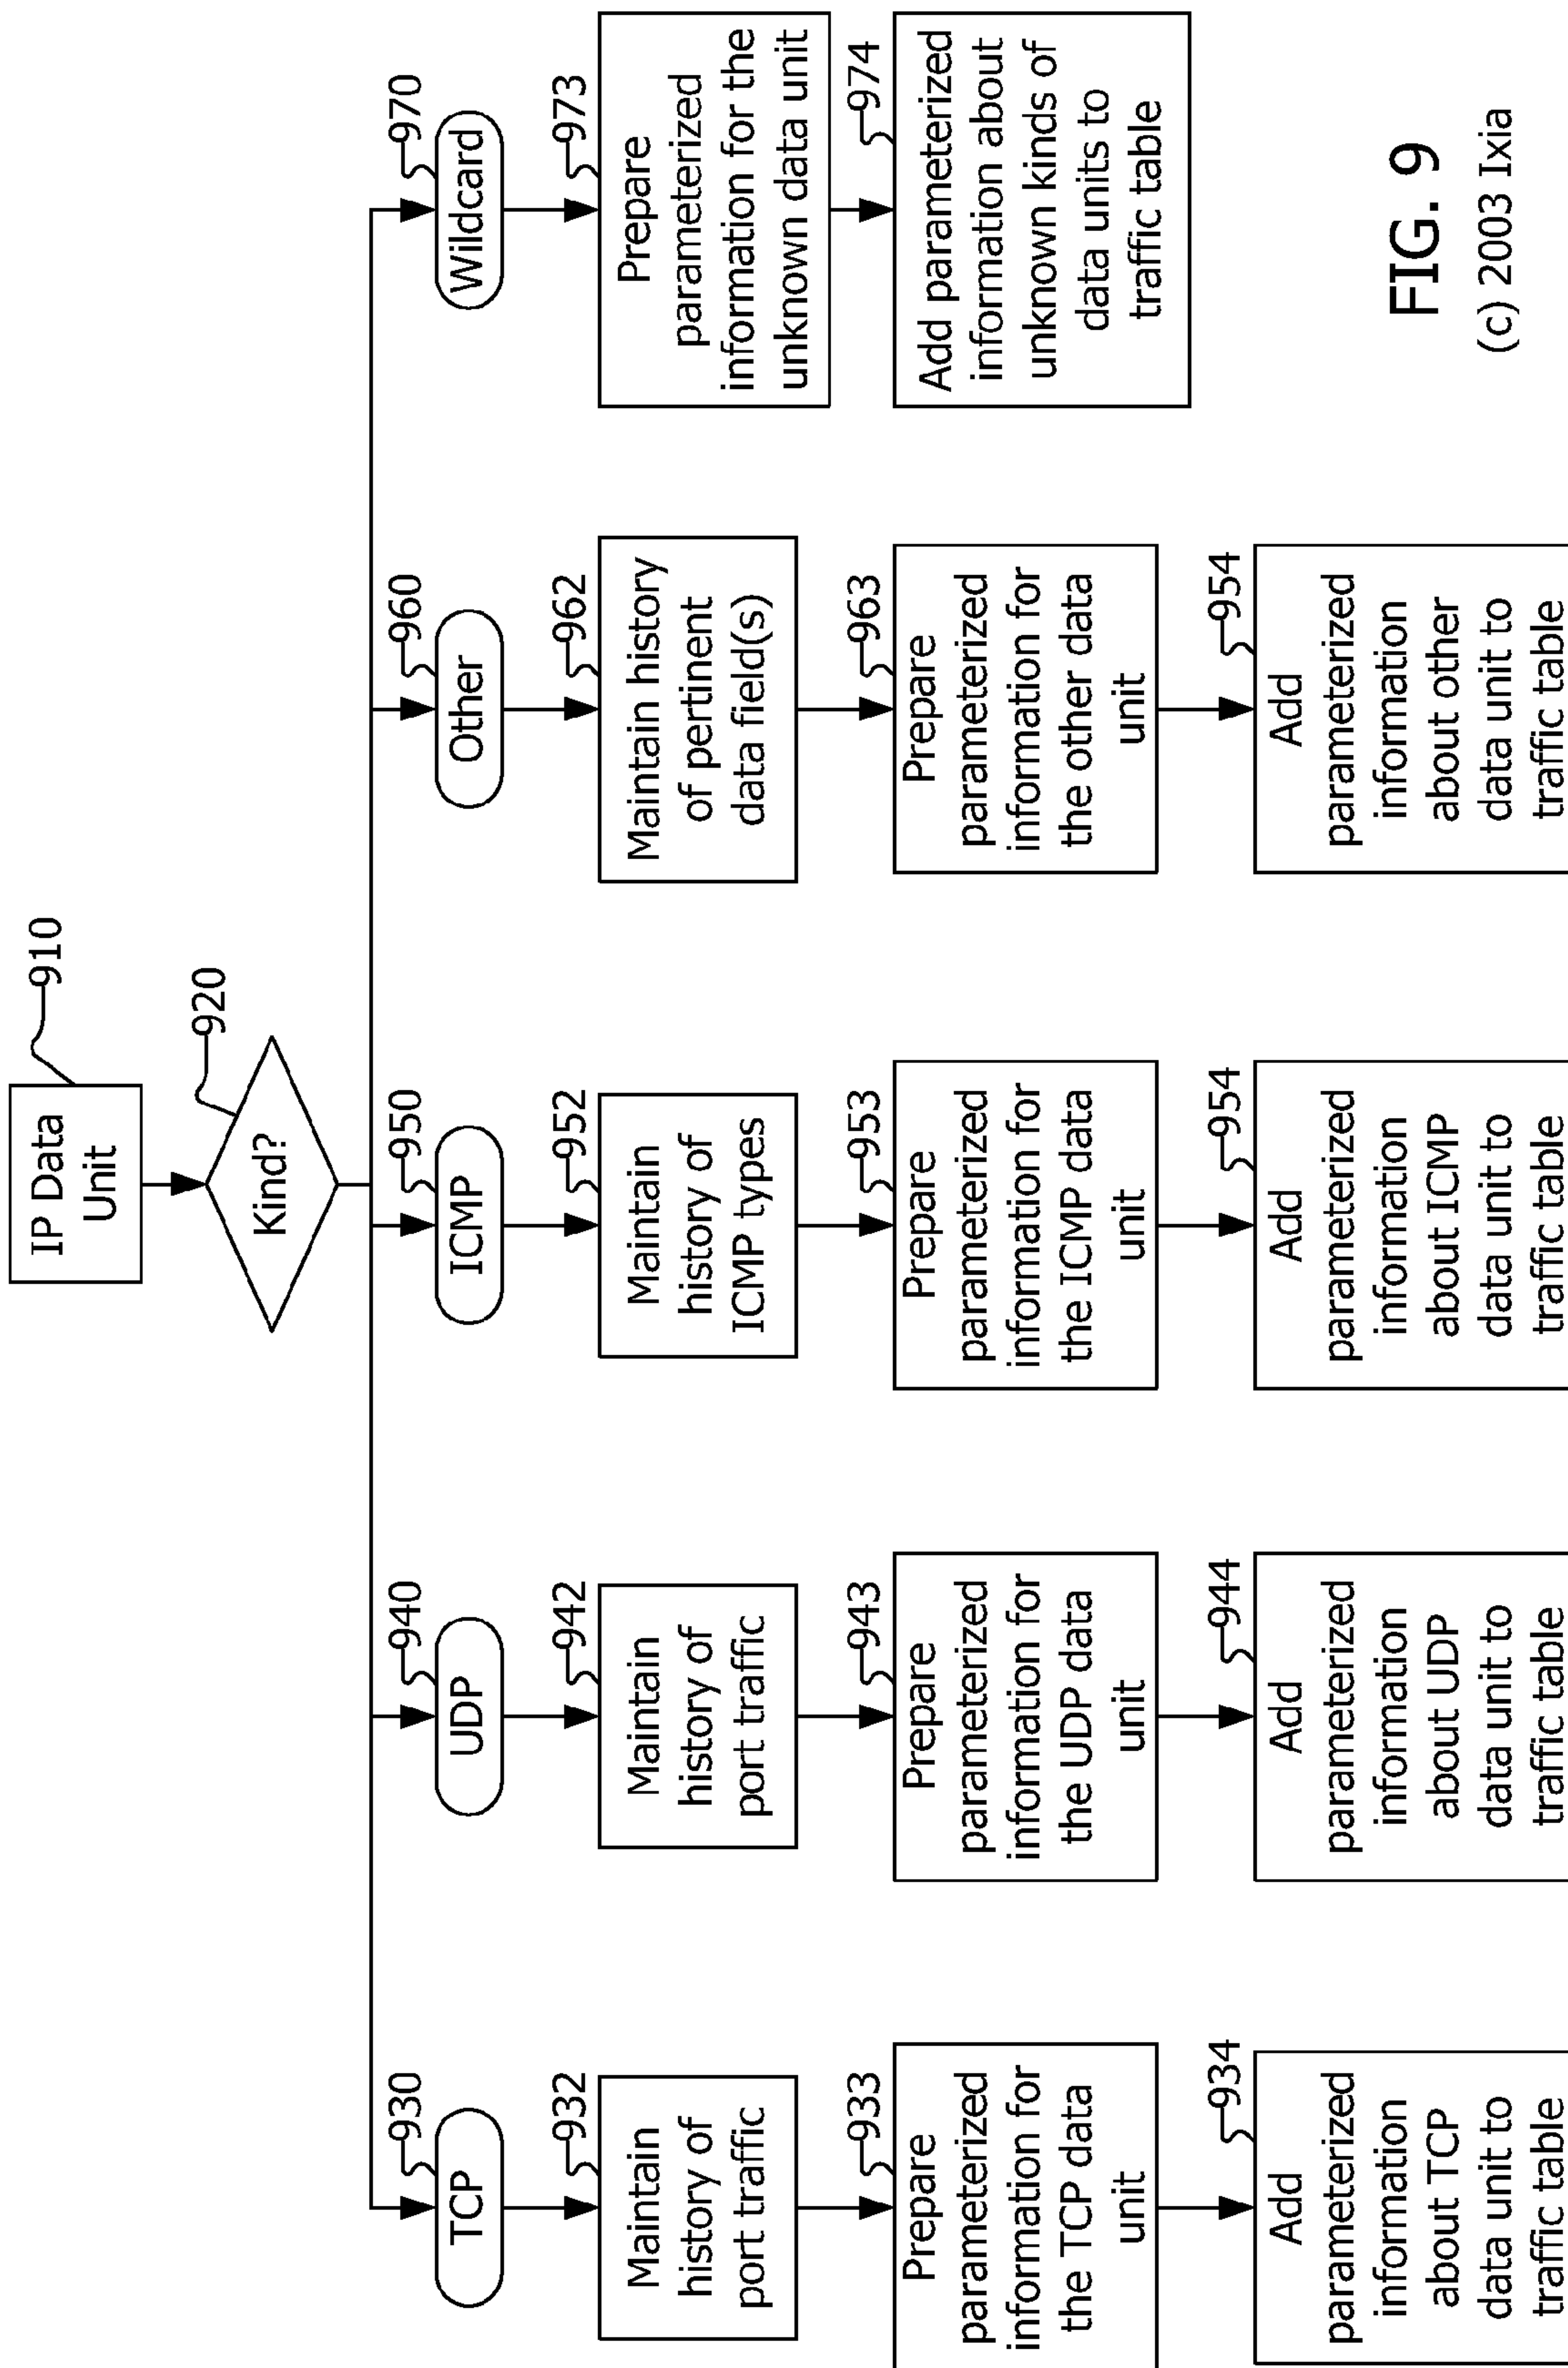 IP Data
Unit
910
Kind?
920
TCP
930
Maintain
history of
port traffic
932
Prepare
parameterized
information for
the TCP data
unit
933
Add
parameterized
information
about TCP
data unit to
traffic table
934
UDP
940
Maintain
history of
port traffic
942
Prepare
parameterized
information for
the UDP data
unit
943
Add
parameterized
information
about UDP
data unit to
traffic table
944
ICMP
950
Maintain
history of
ICMP types
952
Prepare
parameterized
information for
the ICMP data
unit
953
Add
parameterized
information
about ICMP
data unit to
traffic table
954
Other
960
Maintain history
of pertinent
data field(s)
962
Prepare
parameterized
information for
the other data
unit
963
Add
parameterized
information
about other
data unit to
traffic table
954
Wildcard
970
Prepare
parameterized
information for the
unknown data unit
973
Add parameterized
information about
unknown kinds of
data units to
traffic table
974
FIG. 9
(c) 2003 Ixia